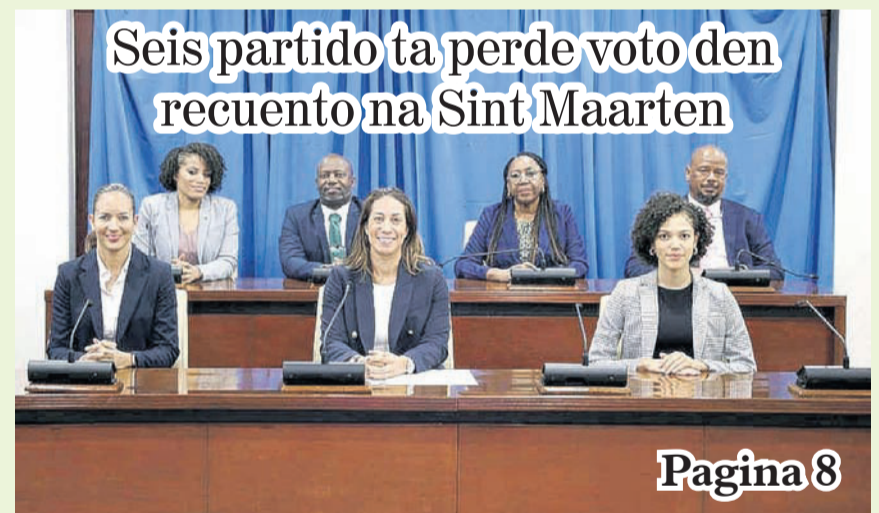 Seis partido ta perde voto den
recuento na Sint Maarten
Pagina 8